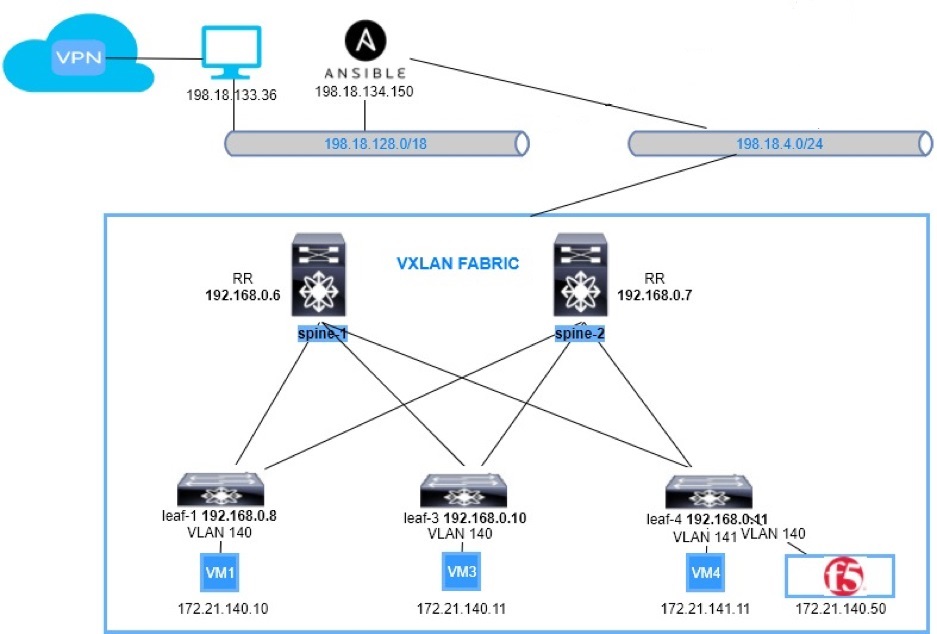 VPN
ANSIBLE
198.18.133.36
198.18.134.150
198.18.128.0/18
198.18.4.0/24
VXLAN FABRIC
RR
192.168.0.6
RR
192.168.0.7
spine-1
spine-2
leaf-1 192.168.0.8
VLAN 140
leaf-3 192.168.0.10
VLAN 140
leaf-4 192.168.0.11
VLAN 141
VLAN 140
VM1
VM3
VM4
f5
172.21.140.10
172.21.140.11
172.21.141.11
172.21.140.50